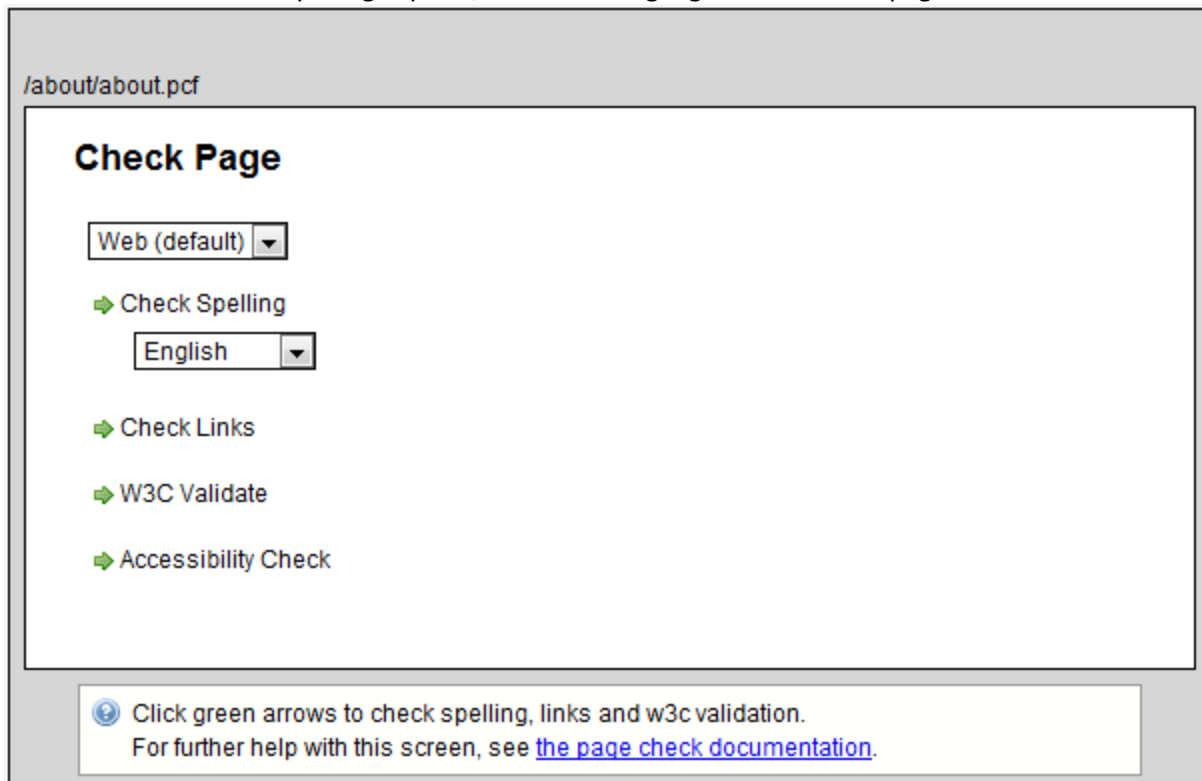 /about/about.pcf
Check Page
Web (default)
Check Spelling
English
Check Links
W3C Validate
Accessibility Check
Click green arrows to check spelling, links and w3c validation.
For further help with this screen, see the page check documentation.